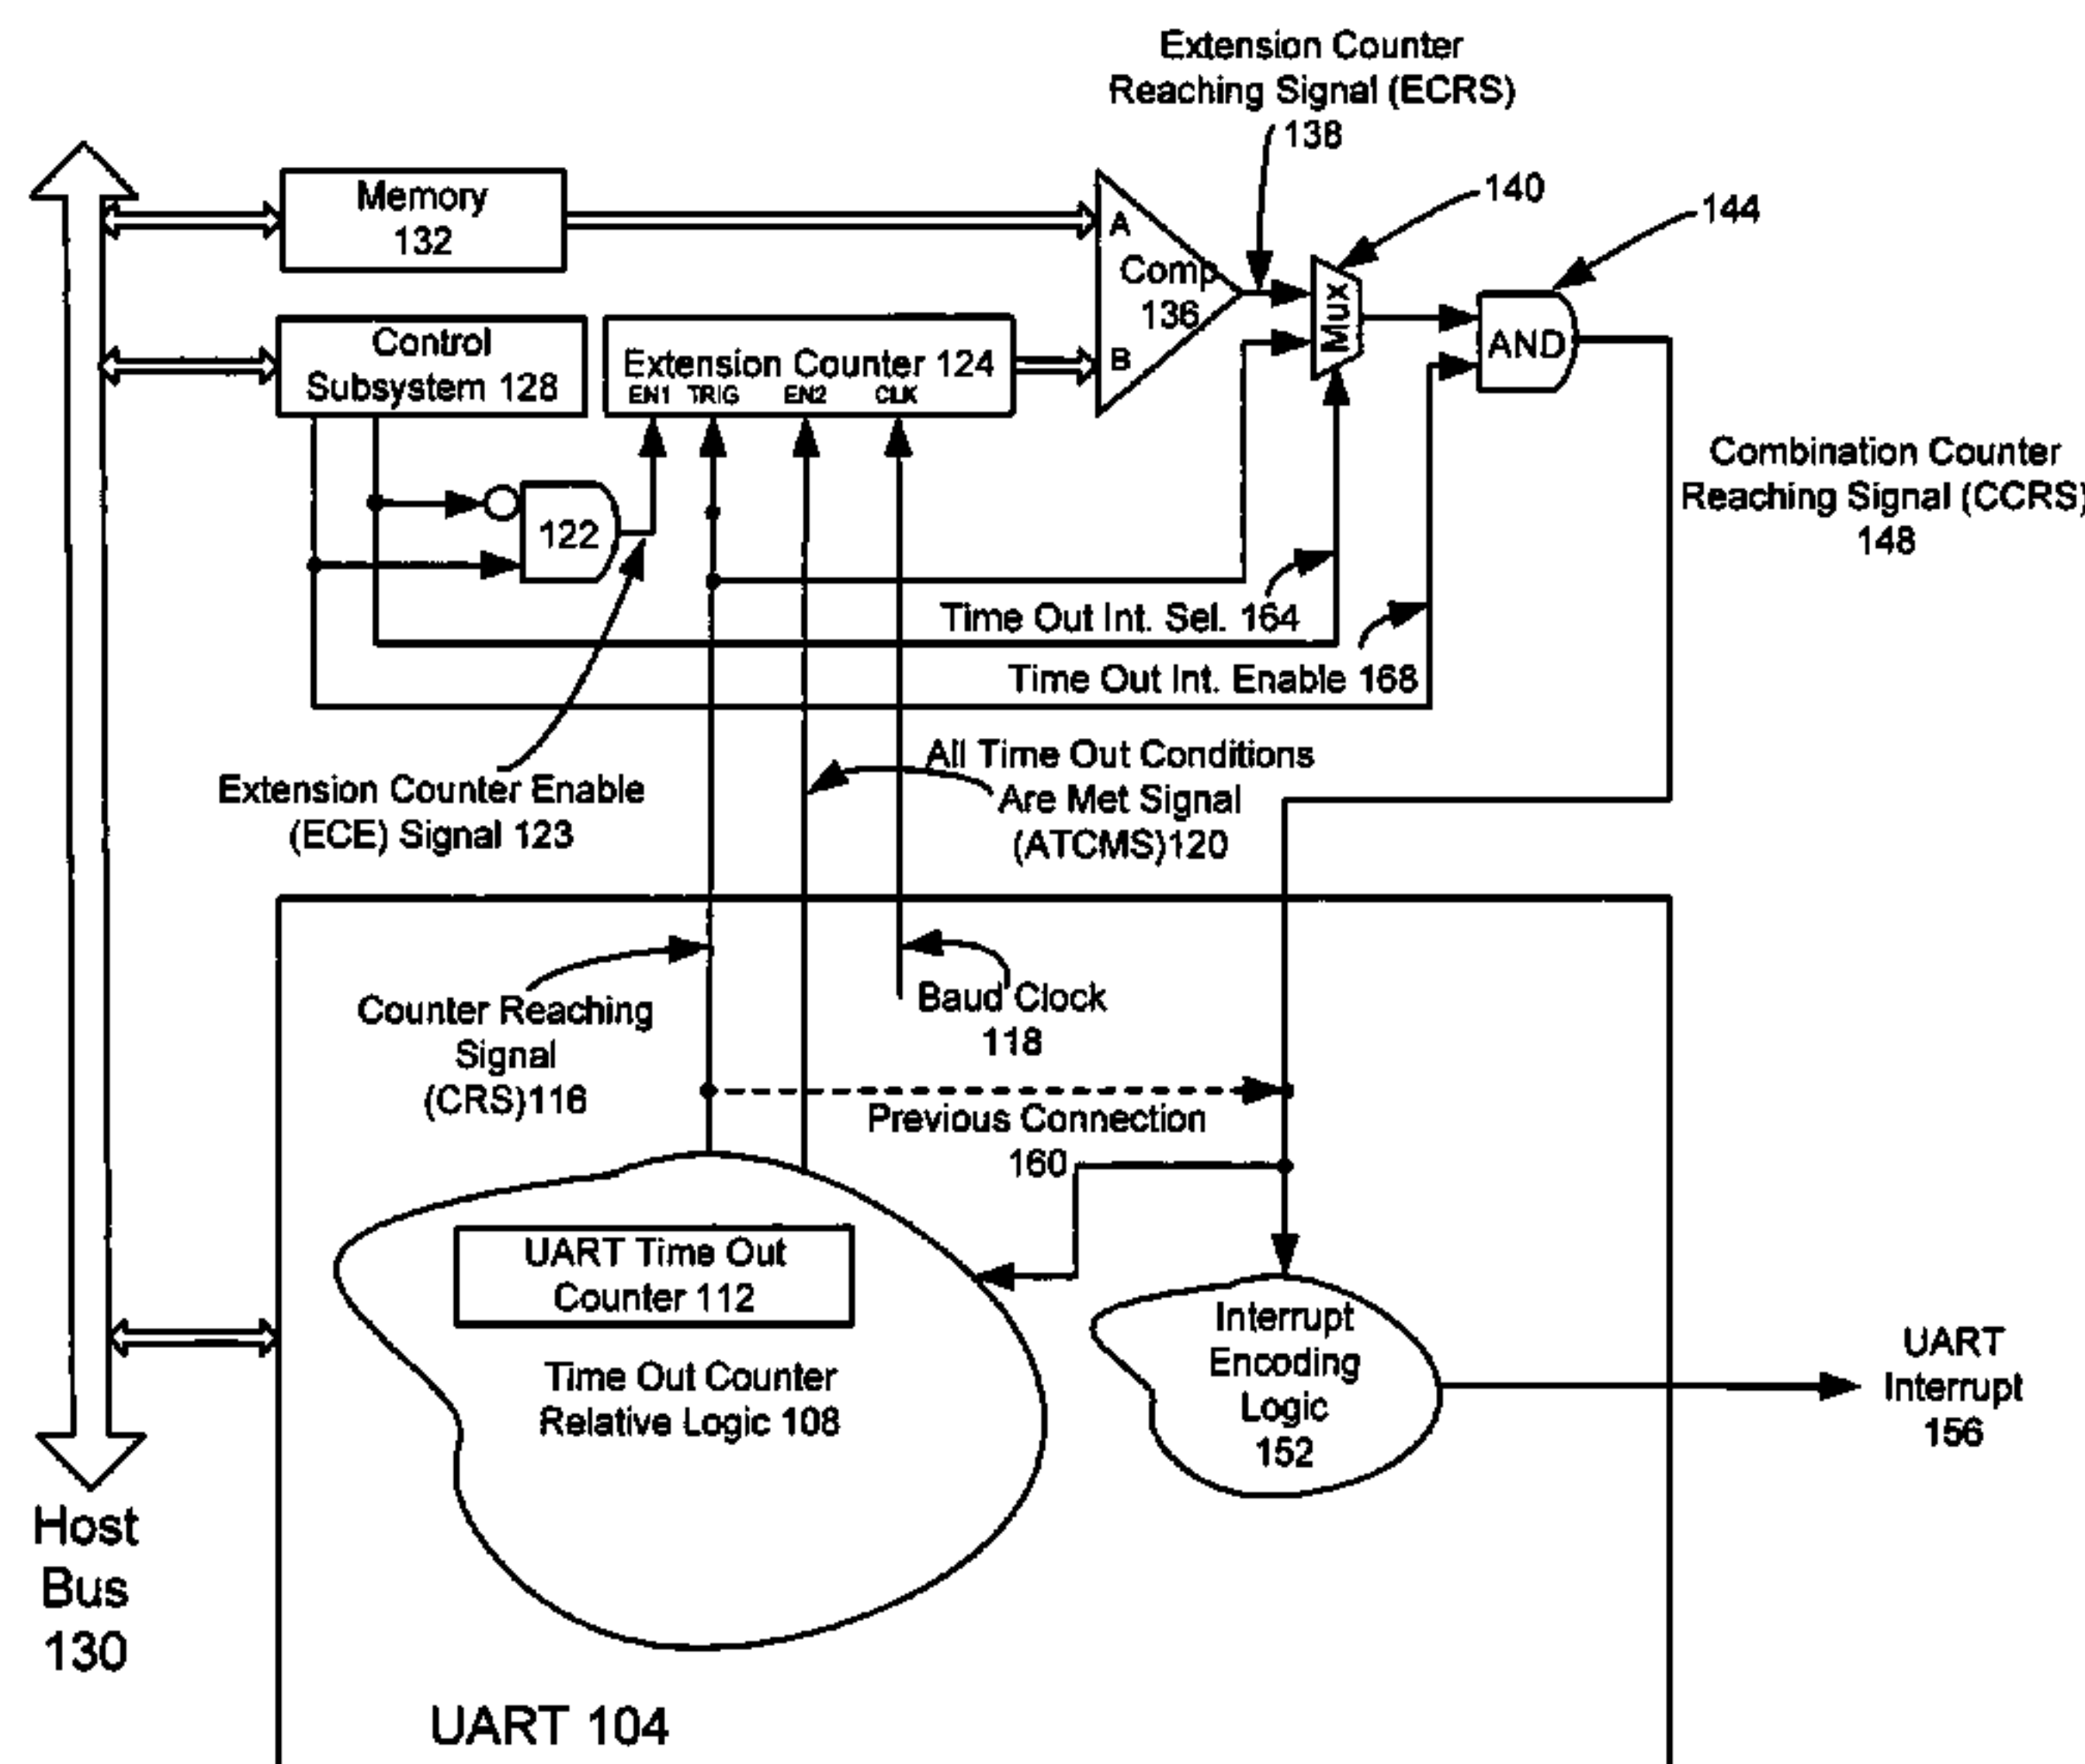 Extension Counter
Reaching Signal (ECRS)
138
140
144
Memory
132
A
Comp
136
B
Mux
AND
Control
Subsystem 128
Extension Counter 124
EN1 TRIG EN2 CLK
122
Combination Counter
Reaching Signal (CCRS)
148
Time Out Int. Sel. 164
Time Out Int. Enable 168
Extension Counter Enable
(ECE) Signal 123
All Time Out Conditions
Are Met Signal
(ATCMS)120
Counter Reaching
Signal
(CRS)116
Baud Clock
118
Previous Connection
160
UART Time Out
Counter 112
Time Out Counter
Relative Logic 108
Interrupt
Encoding
Logic
152
UART
Interrupt
156
Host
Bus
130
UART 104